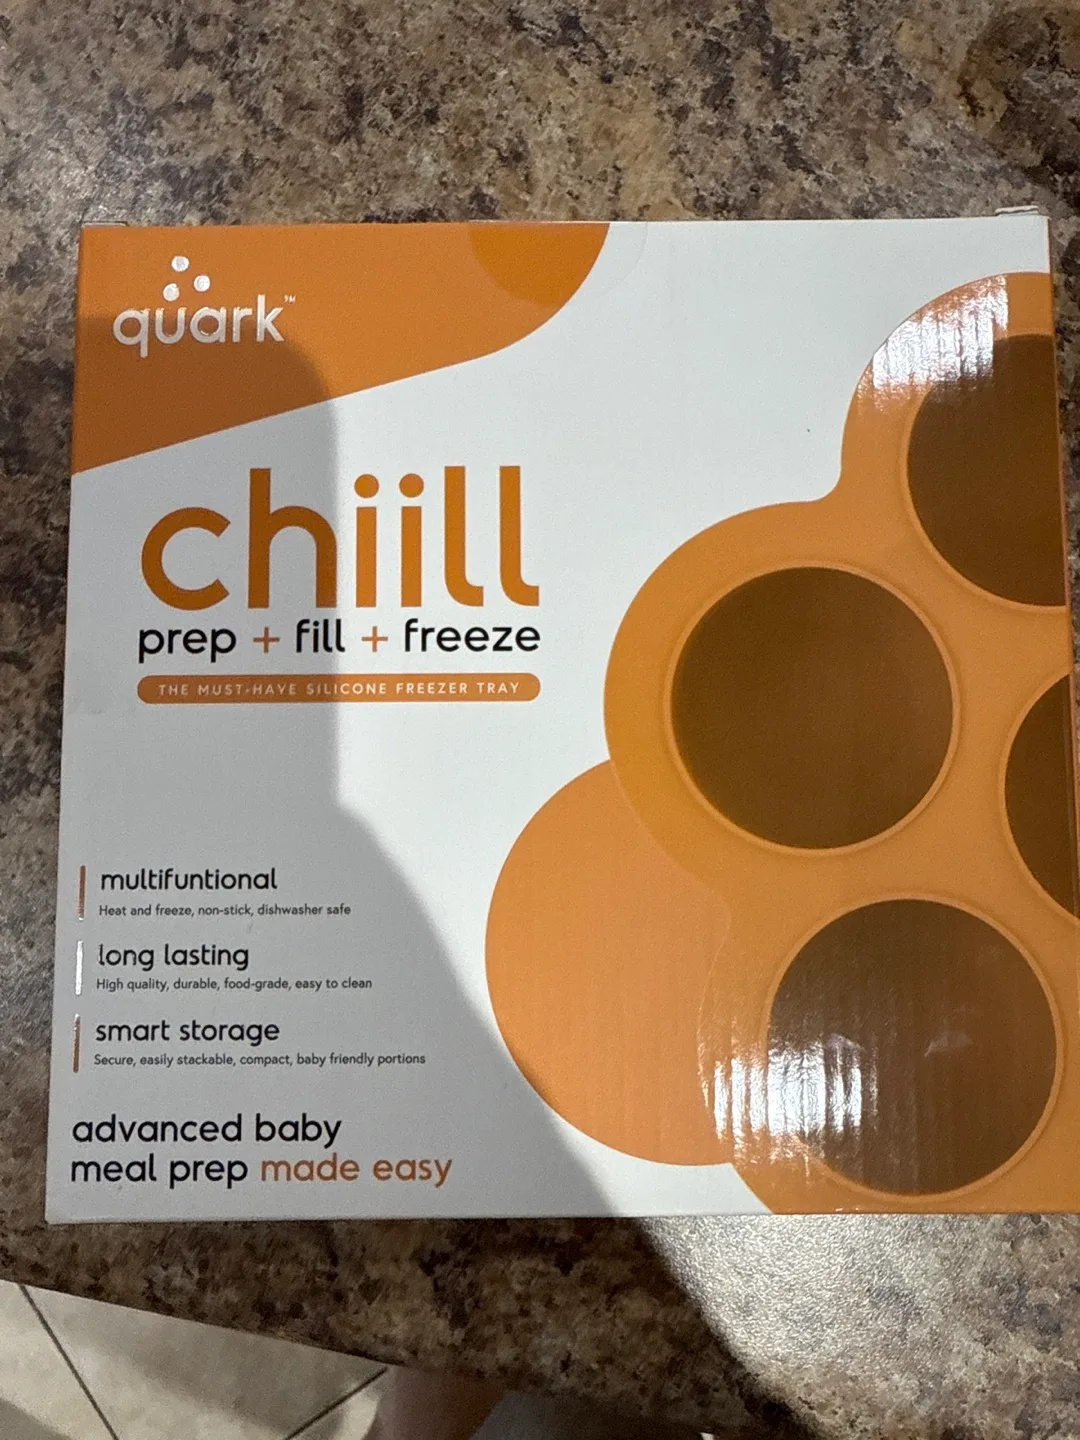 quark™
chiill
prep + fill + freeze
THE MUST-HAVE SILICONE FREEZER TRAY
multifuntional
Heat and freeze, non-stick, dishwasher safe
long lasting
High quality, durable, food-grade, easy to clean
smart storage
Secure, easily stackable, compact, baby friendly portions
advanced baby
meal prep made easy